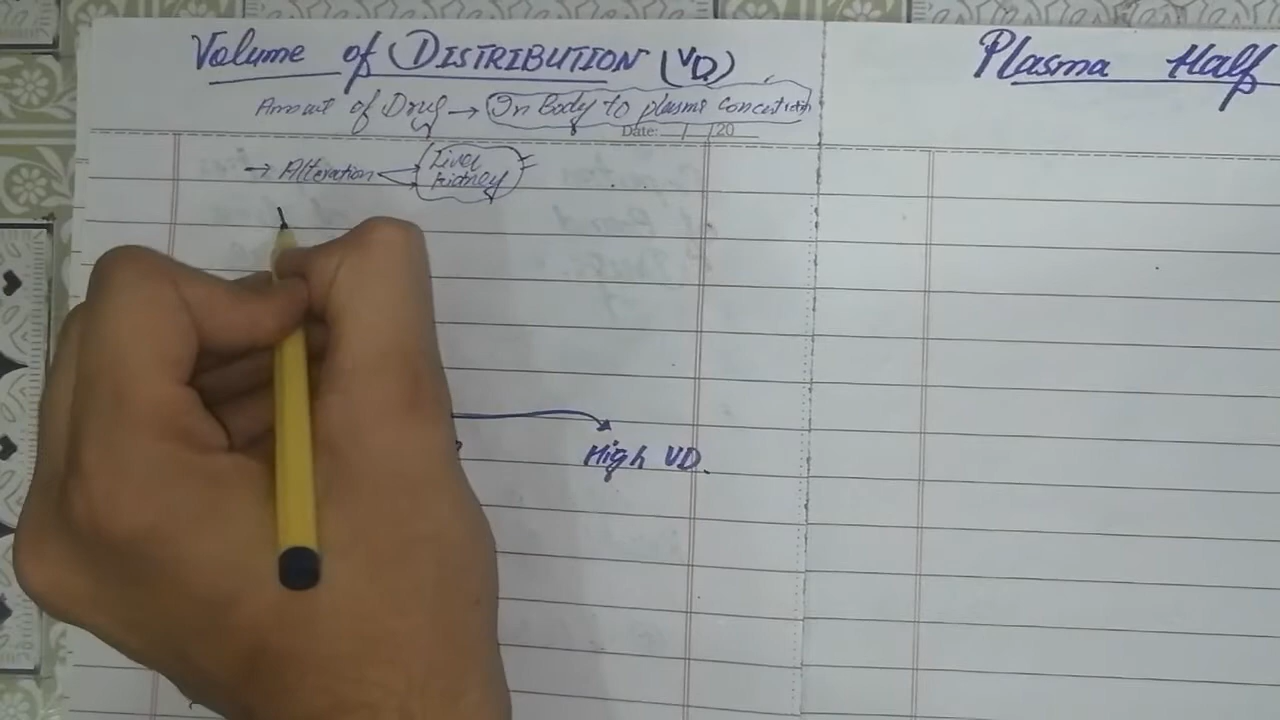 Volume of DISTRIBUTION (VD)
Amount of Drug → In Body to plasma Concentration
Date: / /20
→ Alteration Liver
Kidney
High VD.
Plasma Half